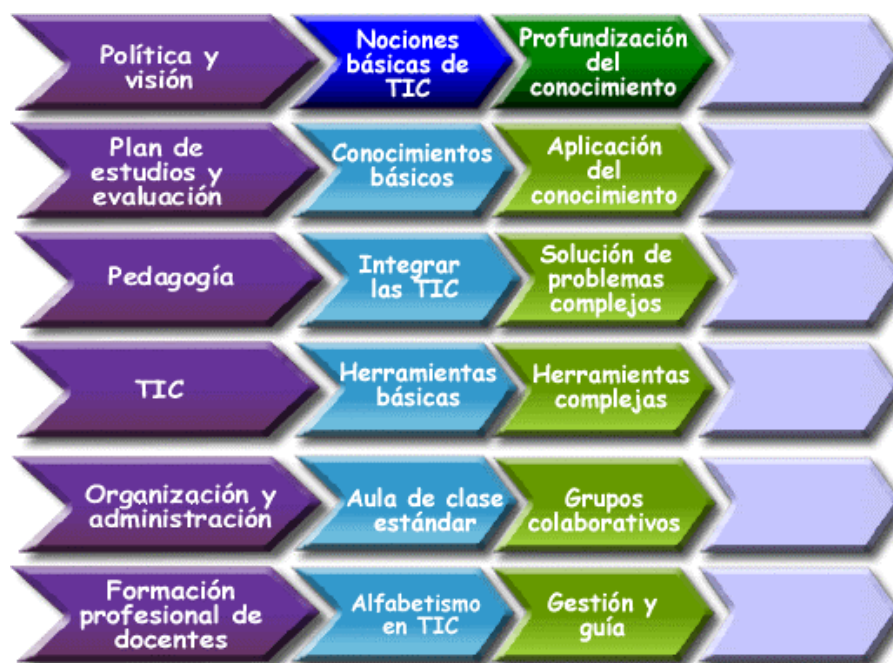 Política y
visión
Nociones
básicas de
TIC
Profundización
del
conocimiento
Plan de
estudios y
evaluación
Conocimientos
básicos
Aplicación
del
conocimiento
Pedagogía
Integrar
las TIC
Solución de
problemas
complejos
TIC
Herramientas
básicas
Herramientas
complejas
Organización y
administración
Aula de clase
estándar
Grupos
colaborativos
Formación
profesional de
docentes
Alfabetismo
en TIC
Gestión y
guía